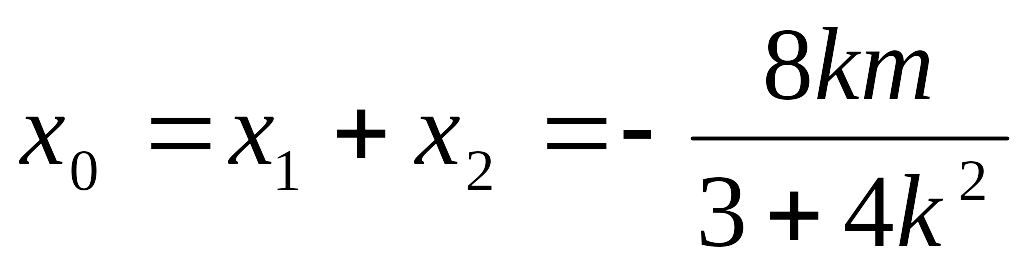 x₀ = x₁ + x₂ = - 8km / (3 + 4k²)